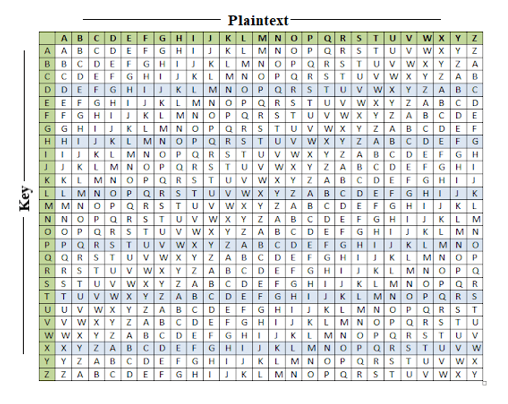 Plaintext
Key
A B C D E F G H I J K L M N O P Q R S T U V W X Y Z
A A B C D E F G H I J K L M N O P Q R S T U V W X Y Z
B B C D E F G H I J K L M N O P Q R S T U V W X Y Z A
C C D E F G H I J K L M N O P Q R S T U V W X Y Z A B
D D E F G H I J K L M N O P Q R S T U V W X Y Z A B C
E E F G H I J K L M N O P Q R S T U V W X Y Z A B C D
F F G H I J K L M N O P Q R S T U V W X Y Z A B C D E
G G H I J K L M N O P Q R S T U V W X Y Z A B C D E F
H H I J K L M N O P Q R S T U V W X Y Z A B C D E F G
I I J K L M N O P Q R S T U V W X Y Z A B C D E F G H
J J K L M N O P Q R S T U V W X Y Z A B C D E F G H I
K K L M N O P Q R S T U V W X Y Z A B C D E F G H I J
L L M N O P Q R S T U V W X Y Z A B C D E F G H I J K
M M N O P Q R S T U V W X Y Z A B C D E F G H I J K L
N N O P Q R S T U V W X Y Z A B C D E F G H I J K L M
O O P Q R S T U V W X Y Z A B C D E F G H I J K L M N
P P Q R S T U V W X Y Z A B C D E F G H I J K L M N O
Q Q R S T U V W X Y Z A B C D E F G H I J K L M N O P
R R S T U V W X Y Z A B C D E F G H I J K L M N O P Q
S S T U V W X Y Z A B C D E F G H I J K L M N O P Q R
T T U V W X Y Z A B C D E F G H I J K L M N O P Q R S
U U V W X Y Z A B C D E F G H I J K L M N O P Q R S T
V V W X Y Z A B C D E F G H I J K L M N O P Q R S T U
W W X Y Z A B C D E F G H I J K L M N O P Q R S T U V
X X Y Z A B C D E F G H I J K L M N O P Q R S T U V W
Y Y Z A B C D E F G H I J K L M N O P Q R S T U V W X
Z Z A B C D E F G H I J K L M N O P Q R S T U V W X Y